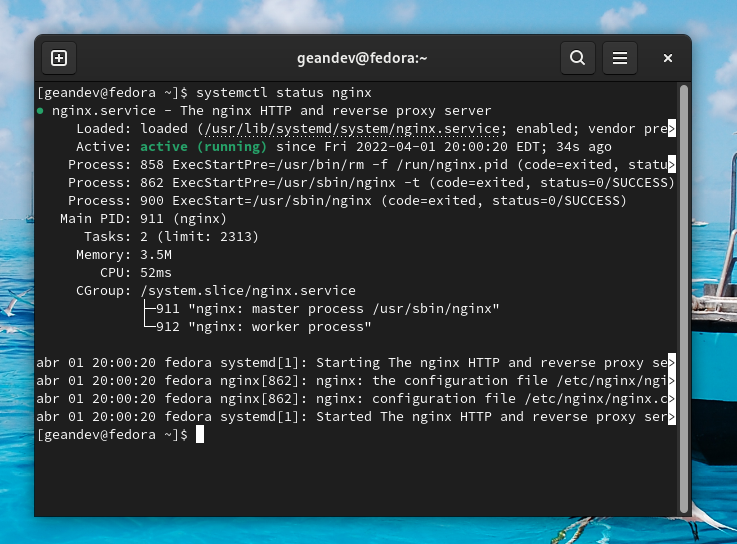 geandev@fedora:~
[geandev@fedora ~]$ systemctl status nginx
● nginx.service - The nginx HTTP and reverse proxy server
     Loaded: loaded (/usr/lib/systemd/system/nginx.service; enabled; vendor pre>
     Active: active (running) since Fri 2022-04-01 20:00:20 EDT; 34s ago
    Process: 858 ExecStartPre=/usr/bin/rm -f /run/nginx.pid (code=exited, statu>
    Process: 862 ExecStartPre=/usr/sbin/nginx -t (code=exited, status=0/SUCCESS)
    Process: 900 ExecStart=/usr/sbin/nginx (code=exited, status=0/SUCCESS)
   Main PID: 911 (nginx)
      Tasks: 2 (limit: 2313)
     Memory: 3.5M
        CPU: 52ms
     CGroup: /system.slice/nginx.service
             ├─911 "nginx: master process /usr/sbin/nginx"
             └─912 "nginx: worker process"
abr 01 20:00:20 fedora systemd[1]: Starting The nginx HTTP and reverse proxy se>
abr 01 20:00:20 fedora nginx[862]: nginx: the configuration file /etc/nginx/ngi>
abr 01 20:00:20 fedora nginx[862]: nginx: configuration file /etc/nginx/nginx.c>
abr 01 20:00:20 fedora systemd[1]: Started The nginx HTTP and reverse proxy ser>
[geandev@fedora ~]$